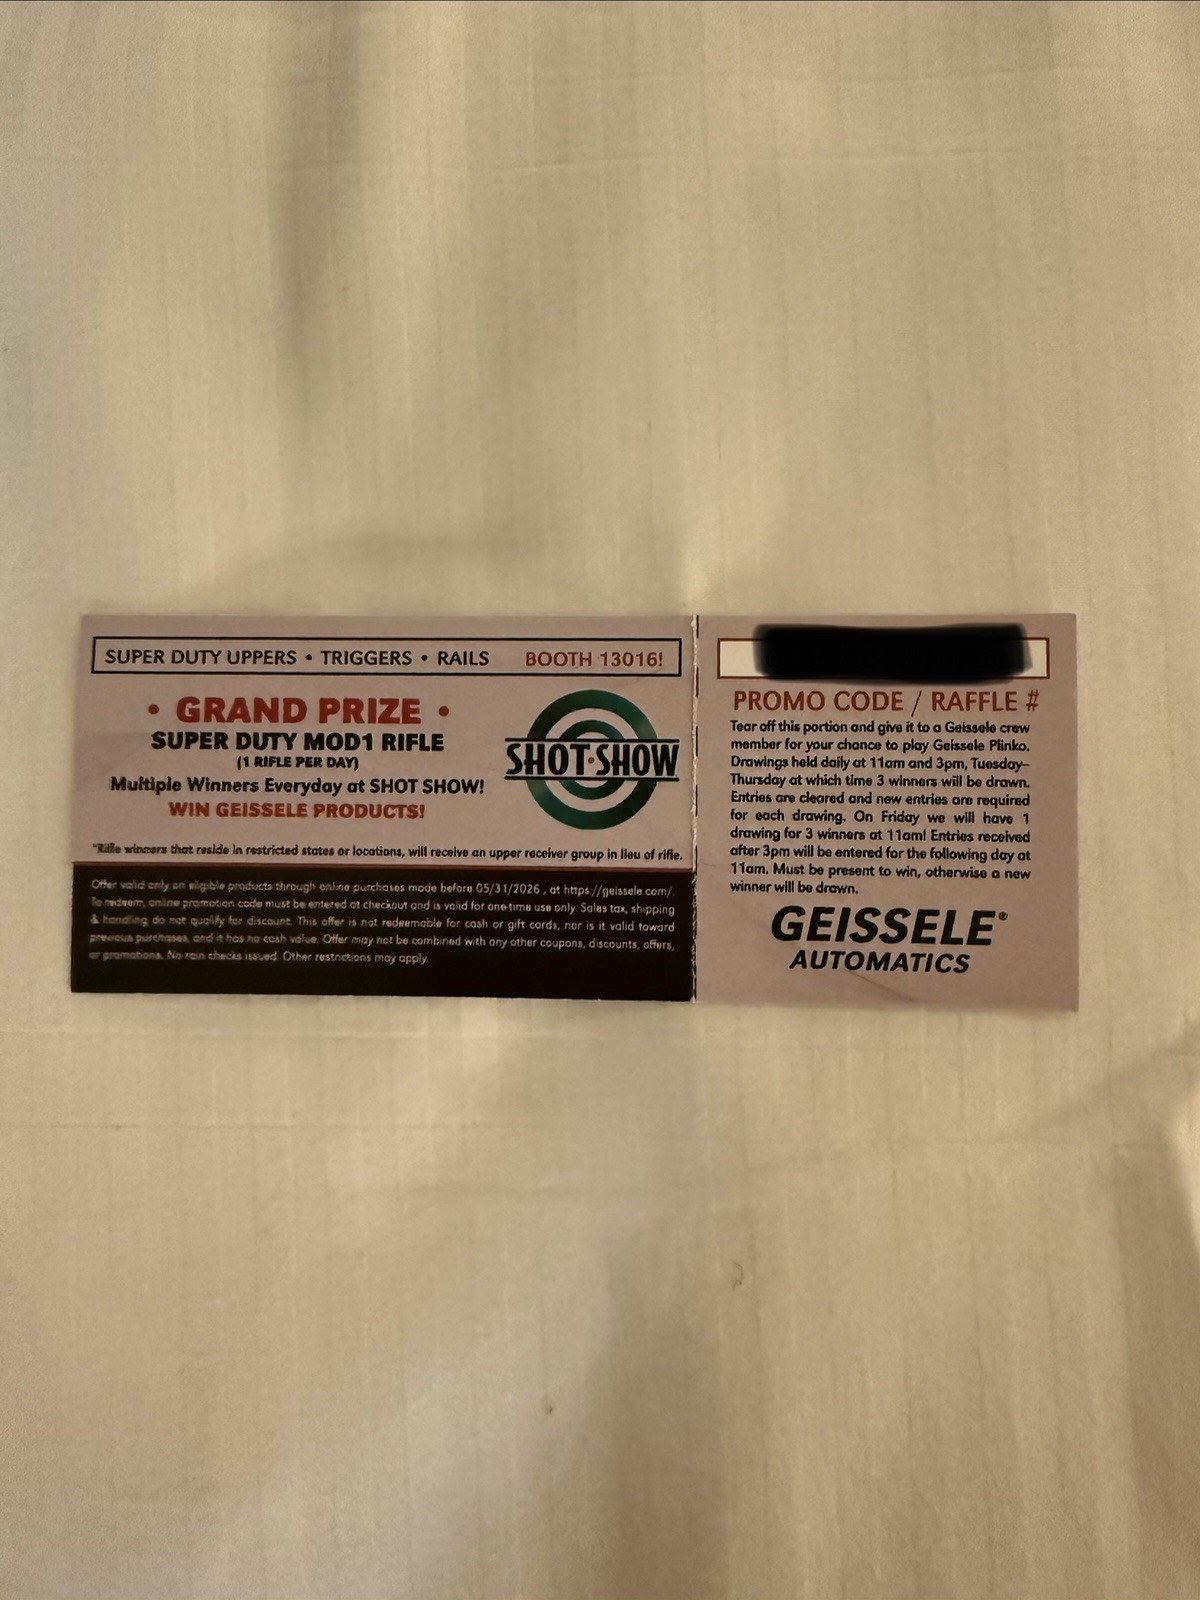 SUPER DUTY UPPERS • TRIGGERS • RAILS BOOTH 13016!
• GRAND PRIZE •
SUPER DUTY MOD1 RIFLE
(1 RIFLE PER DAY)
Multiple Winners Everyday at SHOT SHOW!
WIN GEISSELE PRODUCTS!
SHOT•SHOW
*Rifle winners that reside in restricted states or locations, will receive an upper receiver group in lieu of rifle.
Offer valid only on eligible products through online purchases made before 05/31/2026 , at https://geissele.com/.
To redeem, online promotion code must be entered at checkout and is valid for one-time use only. Sales tax, shipping
& handling, do not qualify for discount. This offer is not redeemable for cash or gift cards, nor is it valid toward
previous purchases, and it has no cash value. Offer may not be combined with any other coupons, discounts, offers,
or promotions. No rain checks issued. Other restrictions may apply.
PROMO CODE / RAFFLE #
Tear off this portion and give it to a Geissele crew
member for your chance to play Geissele Plinko.
Drawings held daily at 11am and 3pm, Tuesday–
Thursday at which time 3 winners will be drawn.
Entries are cleared and new entries are required
for each drawing. On Friday we will have 1
drawing for 3 winners at 11am! Entries received
after 3pm will be entered for the following day at
11am. Must be present to win, otherwise a new
winner will be drawn.
GEISSELE®
AUTOMATICS